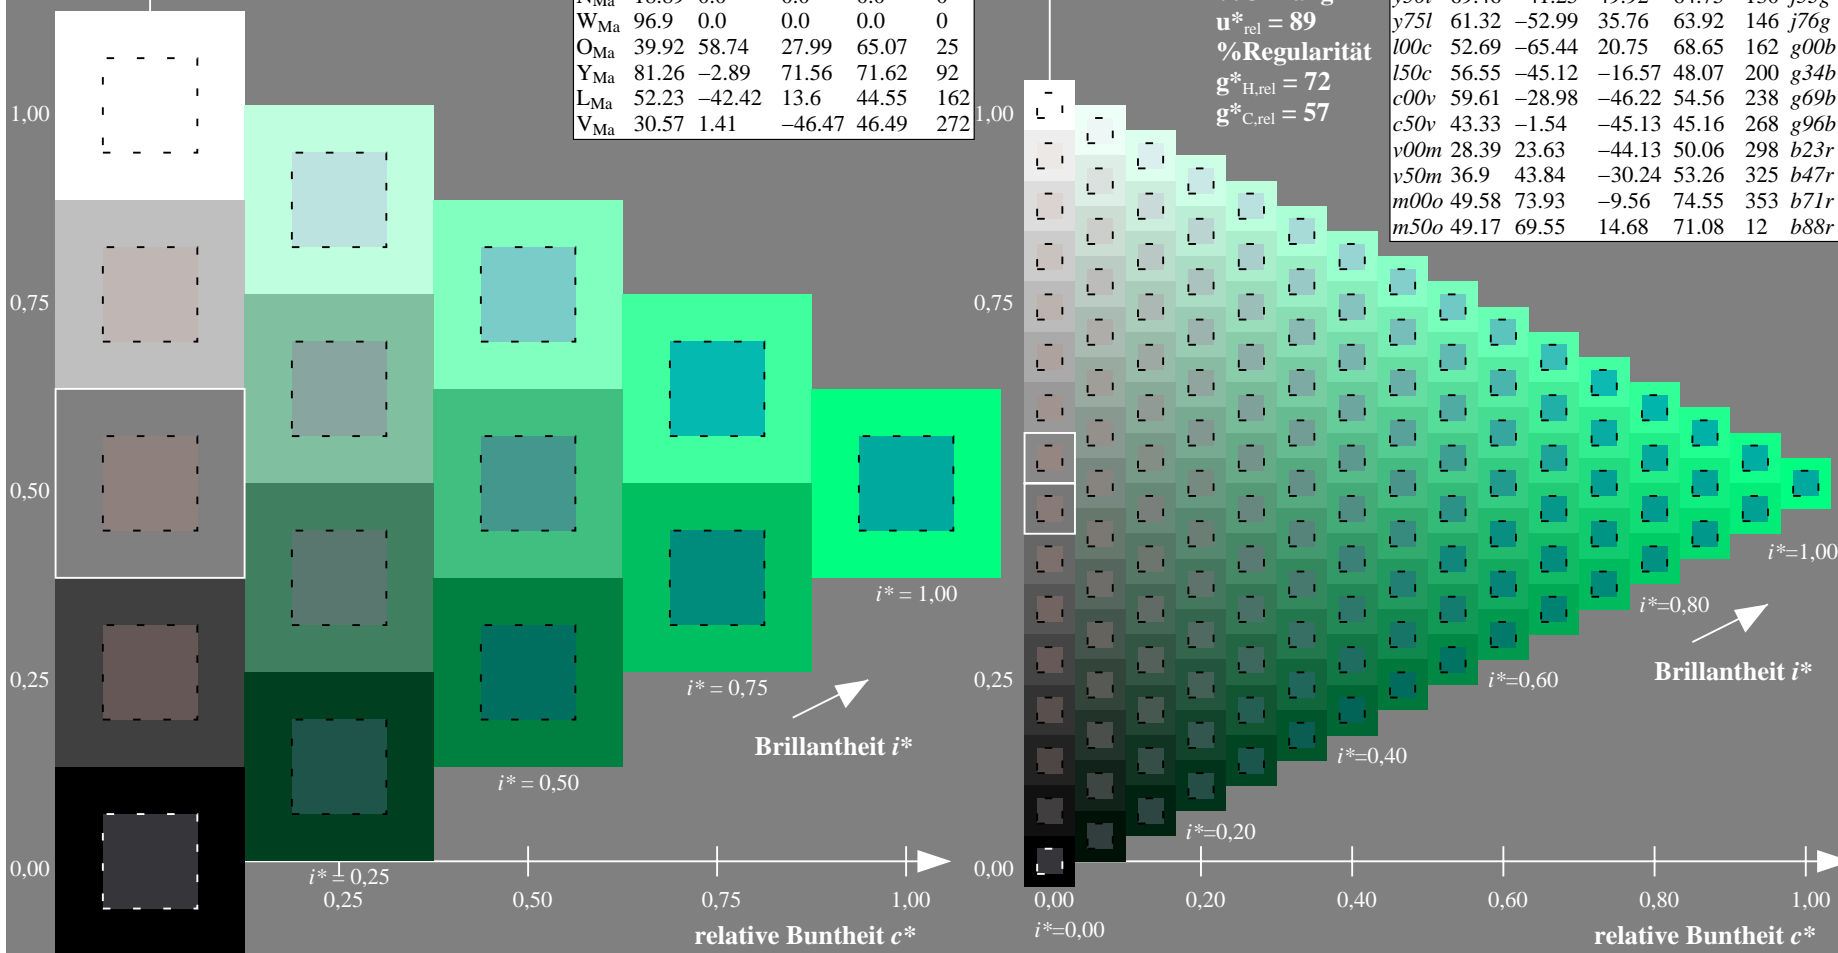 W_Ma 96.9 0.0 0.0 0.0 0
O_Ma 39.92 58.74 27.99 65.07 25
Y_Ma 81.26 −2.89 71.56 71.62 92
L_Ma 52.23 −42.42 13.6 44.55 162
V_Ma 30.57 1.41 −46.47 46.49 272
u*_rel = 89
%Regularität
g*_H,rel = 72
g*_C,rel = 57
y75l 61.32 −52.99 35.76 63.92 146 j76g
l00c 52.69 −65.44 20.75 68.65 162 g00b
l50c 56.55 −45.12 −16.57 48.07 200 g34b
c00v 59.61 −28.98 −46.22 54.56 238 g69b
c50v 43.33 −1.54 −45.13 45.16 268 g96b
v00m 28.39 23.63 −44.13 50.06 298 b23r
v50m 36.9 43.84 −30.24 53.26 325 b47r
m00o 49.58 73.93 −9.56 74.55 353 b71r
m50o 49.17 69.55 14.68 71.08 12 b88r
1,00
0,75
0,50
0,25
0,00
i* = 1,00
i* = 0,75
Brillantheit i*
i* = 0,50
i* = 0,25
0,25 0,50 0,75 1,00
relative Buntheit c*
1,00
0,75
0,50
0,25
0,00
i*=1,00
i*=0,80
Brillantheit i*
i*=0,60
i*=0,40
i*=0,20
0,00 0,20 0,40 0,60 0,80 1,00
i*=0,00
relative Buntheit c*